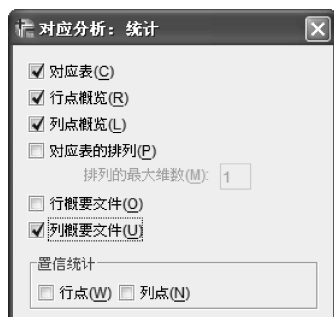 对应分析：统计
对应表(C)
行点概览(R)
列点概览(L)
对应表的排列(P)
排列的最大维数(M): 1
行概要文件(O)
列概要文件(U)
置信统计
行点(W) 列点(N)